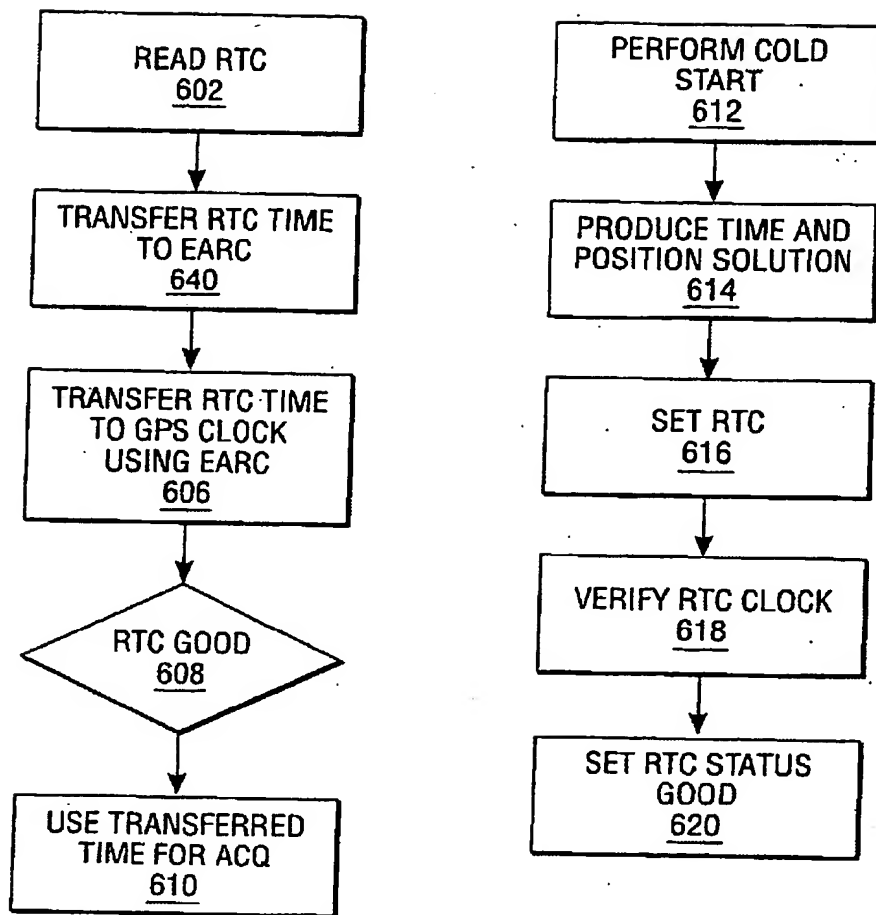 READ RTC
602
TRANSFER RTC TIME
TO EARC
640
TRANSFER RTC TIME
TO GPS CLOCK
USING EARC
606
RTC GOOD
608
USE TRANSFERRED
TIME FOR ACQ
610
PERFORM COLD
START
612
PRODUCE TIME AND
POSITION SOLUTION
614
SET RTC
616
VERIFY RTC CLOCK
618
SET RTC STATUS
GOOD
620